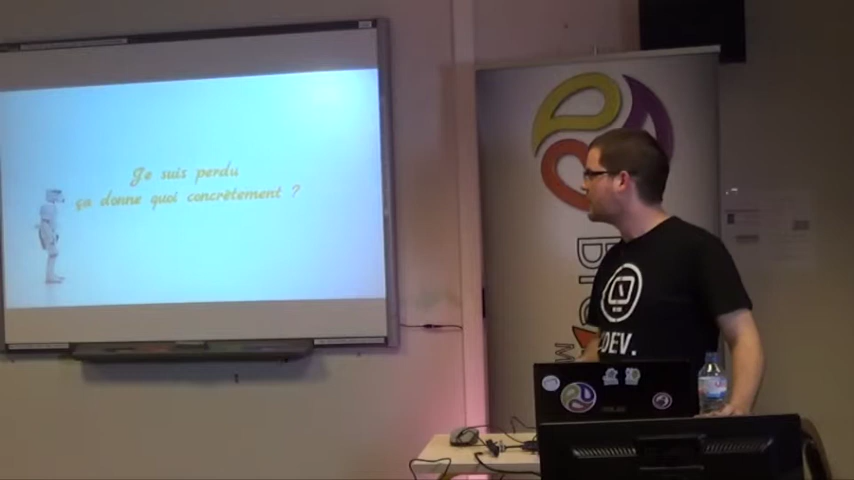 Je suis perdu
ça donne quoi concrètement ?
DEV.